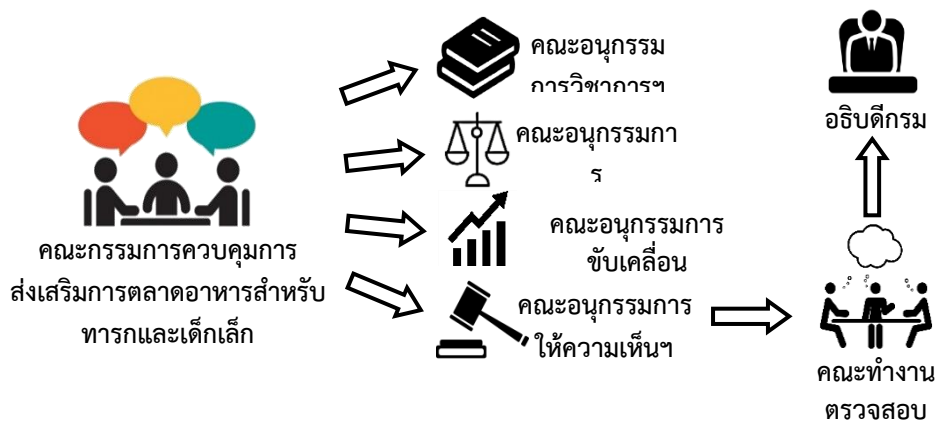 คณะกรรมการควบคุมการ
ส่งเสริมการตลาดอาหารสำหรับ
ทารกและเด็กเล็ก
คณะอนุกรรม
การวิชาการฯ
คณะอนุกรรมกา
ร
คณะอนุกรรมการ
ขับเคลื่อน
คณะอนุกรรมการ
ให้ความเห็นฯ
อธิบดีกรม
คณะทำงาน
ตรวจสอบ